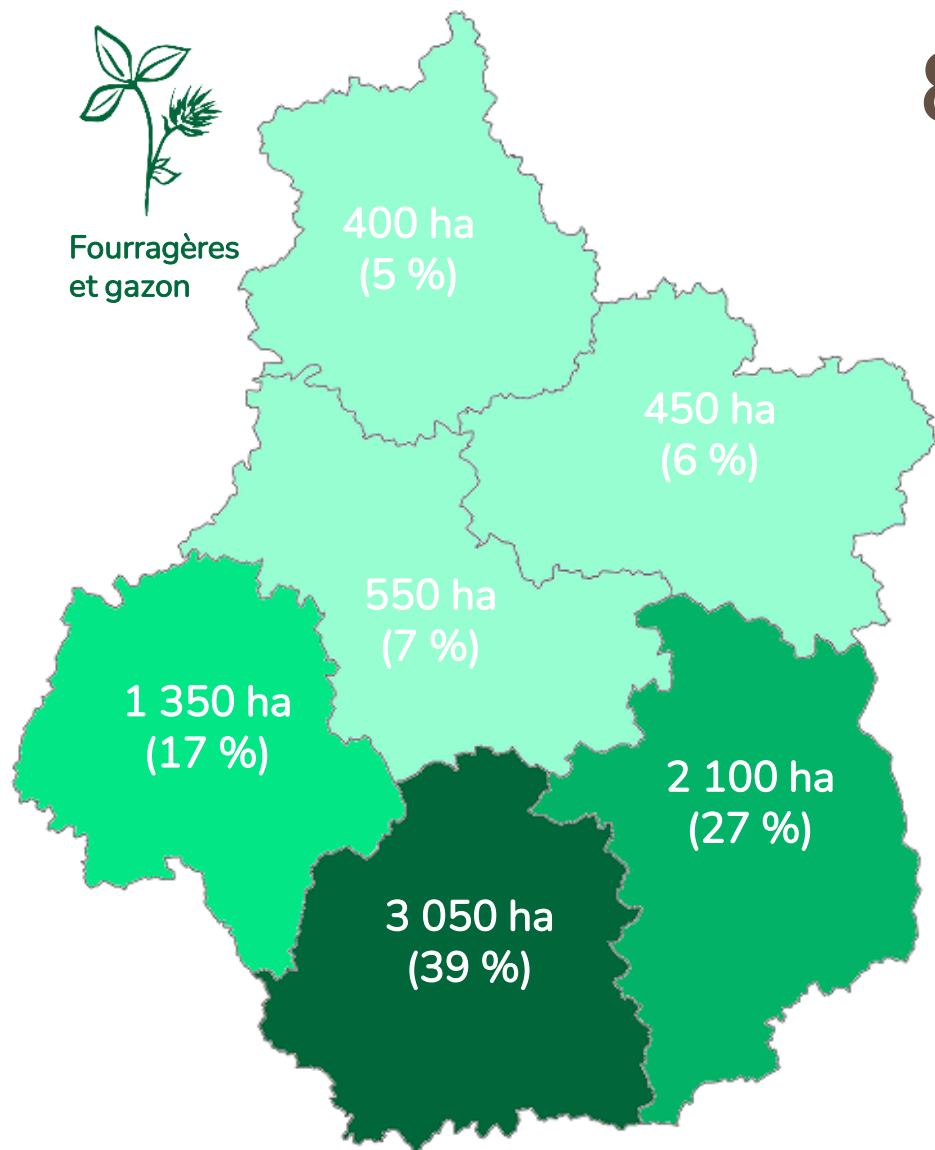 Fourragères
et gazon
400 ha
(5 %)
450 ha
(6 %)
550 ha
(7 %)
1 350 ha
(17 %)
2 100 ha
(27 %)
3 050 ha
(39 %)